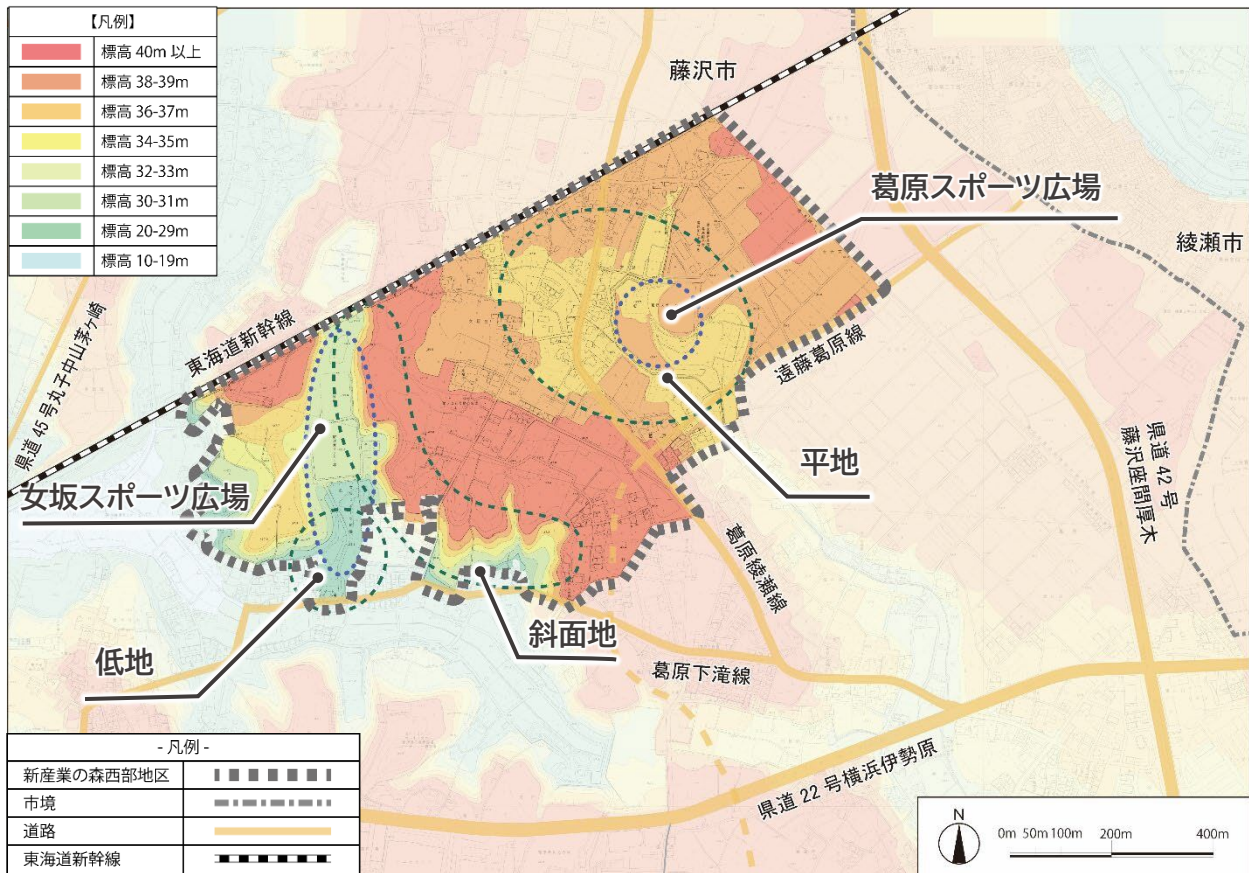 【凡例】
標高 40m 以上
標高 38-39m
標高 36-37m
標高 34-35m
標高 32-33m
標高 30-31m
標高 20-29m
標高 10-19m
藤沢市
葛原スポーツ広場
綾瀬市
東海道新幹線
県道 45 号丸子中山茅ヶ崎
遠藤葛原線
平地
県道 42 号
藤沢座間厚木
女坂スポーツ広場
葛原綾瀬線
斜面地
低地
葛原下滝線
県道 22 号横浜伊勢原
- 凡例 -
新産業の森西部地区
市境
道路
東海道新幹線
N
0m 50m 100m 200m 400m